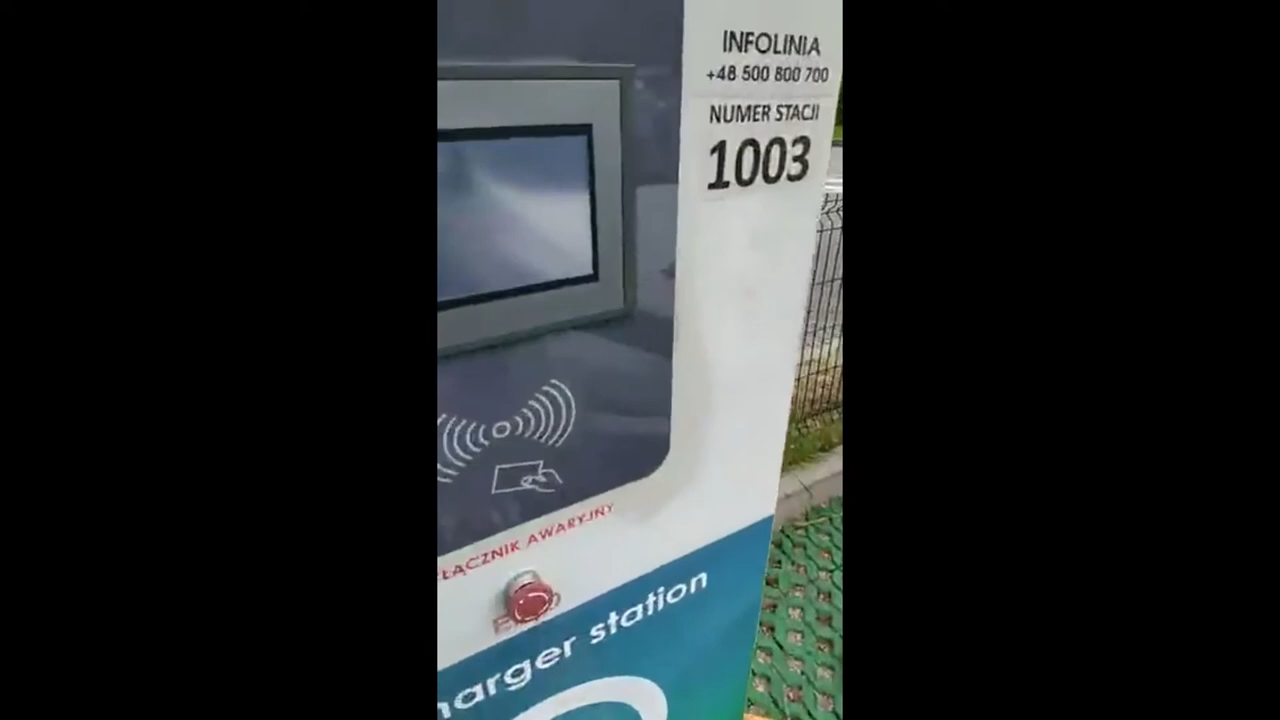 INFOLINIA
+48 500 800 700
NUMER STACJI
1003
ŁĄCZNIK AWARYJNY
harger station